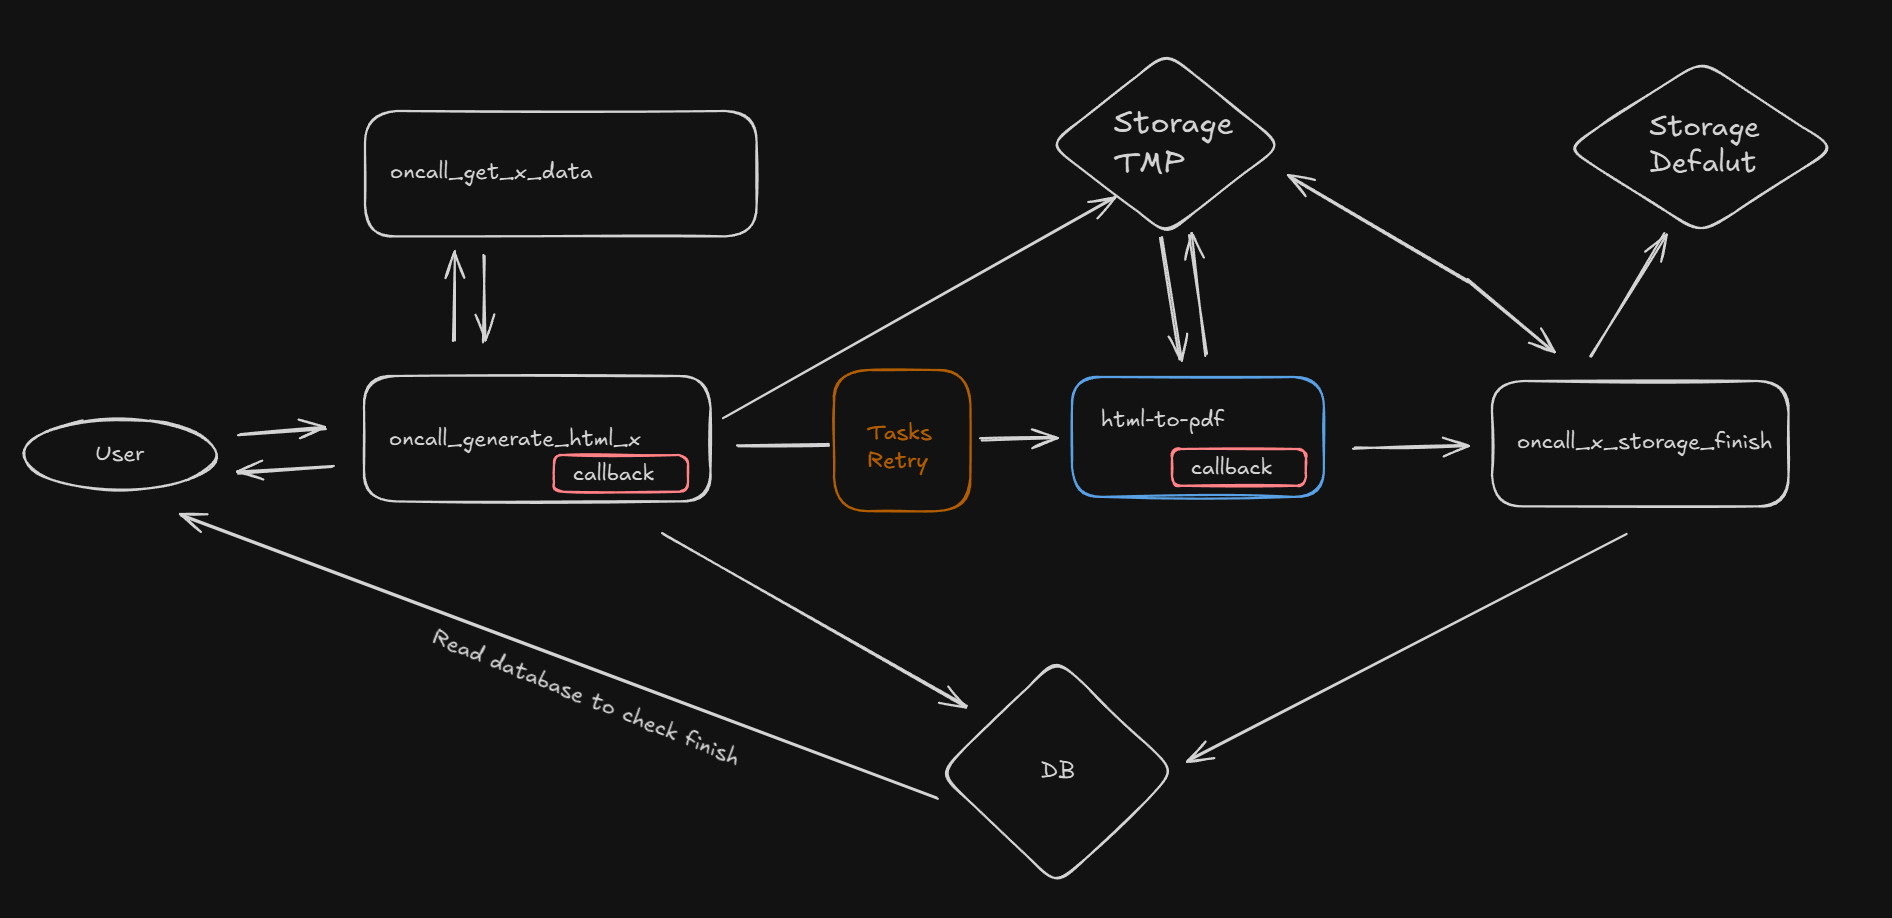 Storage
TMP
Storage
Defalut
oncall_get_x_data
User
oncall_generate_html_x
callback
Tasks
Retry
html-to-pdf
callback
oncall_x_storage_finish
Read database to check finish
DB